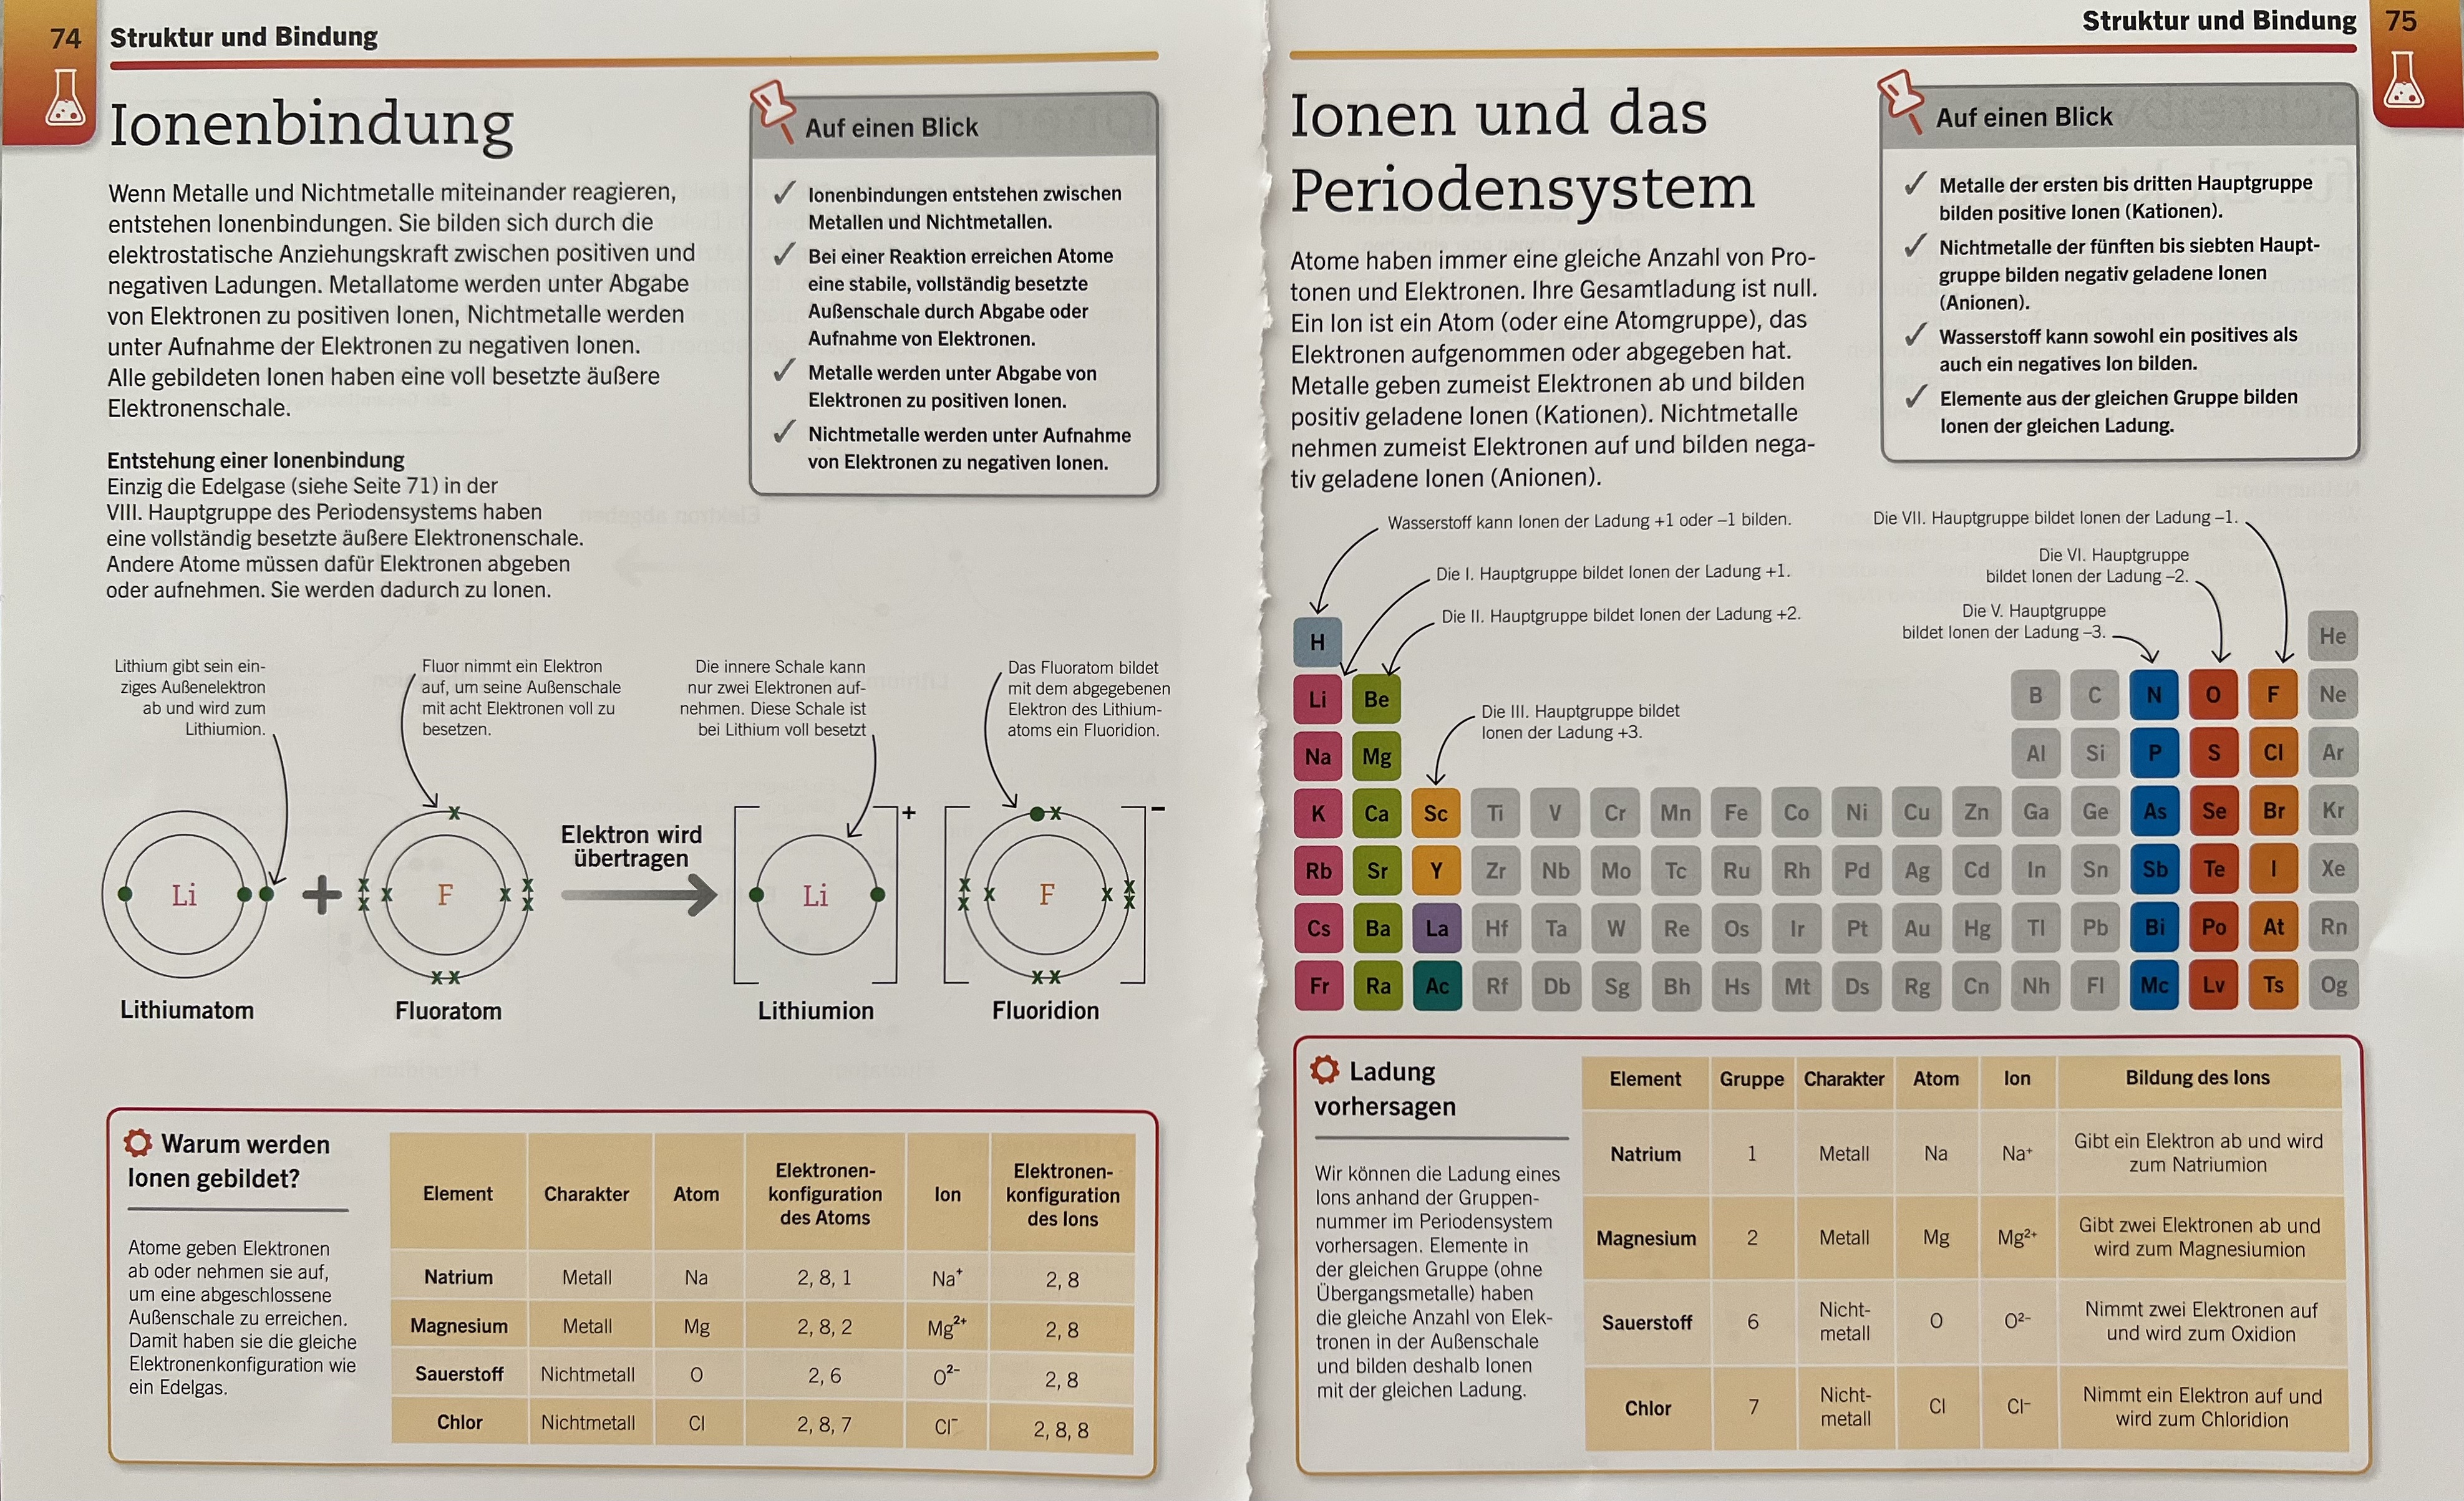 74
Struktur und Bindung
Ionenbindung
Wenn Metalle und Nichtmetalle miteinander reagieren,
entstehen Ionenbindungen. Sie bilden sich durch die
elektrostatische Anziehungskraft zwischen positiven und
negativen Ladungen. Metallatome werden unter Abgabe
von Elektronen zu positiven Ionen, Nichtmetalle werden
unter Aufnahme der Elektronen zu negativen Ionen.
Alle gebildeten Ionen haben eine voll besetzte äußere
Elektronenschale.
Auf einen Blick
✓ Ionenbindungen entstehen zwischen
Metallen und Nichtmetallen.
✓ Bei einer Reaktion erreichen Atome
eine stabile, vollständig besetzte
Außenschale durch Abgabe oder
Aufnahme von Elektronen.
✓ Metalle werden unter Abgabe von
Elektronen zu positiven Ionen.
✓ Nichtmetalle werden unter Aufnahme
von Elektronen zu negativen Ionen.
Entstehung einer Ionenbindung
Einzig die Edelgase (siehe Seite 71) in der
VIII. Hauptgruppe des Periodensystems haben
eine vollständig besetzte äußere Elektronenschale.
Andere Atome müssen dafür Elektronen abgeben
oder aufnehmen. Sie werden dadurch zu Ionen.
Lithium gibt sein ein-
ziges Außenelektron
ab und wird zum
Lithiumion.
Fluor nimmt ein Elektron
auf, um seine Außenschale
mit acht Elektronen voll zu
besetzen.
Die innere Schale kann
nur zwei Elektronen auf-
nehmen. Diese Schale ist
bei Lithium voll besetzt
Das Fluoratom bildet
mit dem abgegebenen
Elektron des Lithium-
atoms ein Fluoridion.
Li
+
F
Elektron wird
übertragen
Li
+
F
–
Lithiumatom
Fluoratom
Lithiumion
Fluoridion
Warum werden
Ionen gebildet?
Atome geben Elektronen
ab oder nehmen sie auf,
um eine abgeschlossene
Außenschale zu erreichen.
Damit haben sie die gleiche
Elektronenkonfiguration wie
ein Edelgas.
Element Charakter Atom Elektronen-
konfiguration
des Atoms Ion Elektronen-
konfiguration
des Ions
Natrium Metall Na 2, 8, 1 Na⁺ 2, 8
Magnesium Metall Mg 2, 8, 2 Mg²⁺ 2, 8
Sauerstoff Nichtmetall O 2, 6 O²⁻ 2, 8
Chlor Nichtmetall Cl 2, 8, 7 Cl⁻ 2, 8, 8
Struktur und Bindung
75
Ionen und das
Periodensystem
Atome haben immer eine gleiche Anzahl von Pro-
tonen und Elektronen. Ihre Gesamtladung ist null.
Ein Ion ist ein Atom (oder eine Atomgruppe), das
Elektronen aufgenommen oder abgegeben hat.
Metalle geben zumeist Elektronen ab und bilden
positiv geladene Ionen (Kationen). Nichtmetalle
nehmen zumeist Elektronen auf und bilden nega-
tiv geladene Ionen (Anionen).
Auf einen Blick
✓ Metalle der ersten bis dritten Hauptgruppe
bilden positive Ionen (Kationen).
✓ Nichtmetalle der fünften bis siebten Haupt-
gruppe bilden negativ geladene Ionen
(Anionen).
✓ Wasserstoff kann sowohl ein positives als
auch ein negatives Ion bilden.
✓ Elemente aus der gleichen Gruppe bilden
Ionen der gleichen Ladung.
Wasserstoff kann Ionen der Ladung +1 oder –1 bilden.
Die I. Hauptgruppe bildet Ionen der Ladung +1.
Die II. Hauptgruppe bildet Ionen der Ladung +2.
Die III. Hauptgruppe bildet
Ionen der Ladung +3.
Die VII. Hauptgruppe bildet Ionen der Ladung –1.
Die VI. Hauptgruppe
bildet Ionen der Ladung –2.
Die V. Hauptgruppe
bildet Ionen der Ladung –3.
H He
Li Be B C N O F Ne
Na Mg Al Si P S Cl Ar
K Ca Sc Ti V Cr Mn Fe Co Ni Cu Zn Ga Ge As Se Br Kr
Rb Sr Y Zr Nb Mo Tc Ru Rh Pd Ag Cd In Sn Sb Te I Xe
Cs Ba La Hf Ta W Re Os Ir Pt Au Hg Tl Pb Bi Po At Rn
Fr Ra Ac Rf Db Sg Bh Hs Mt Ds Rg Cn Nh Fl Mc Lv Ts Og
Ladung
vorhersagen
Wir können die Ladung eines
Ions anhand der Gruppen-
nummer im Periodensystem
vorhersagen. Elemente in
der gleichen Gruppe (ohne
Übergangsmetalle) haben
die gleiche Anzahl von Elek-
tronen in der Außenschale
und bilden deshalb Ionen
mit der gleichen Ladung.
Element Gruppe Charakter Atom Ion Bildung des Ions
Natrium 1 Metall Na Na⁺ Gibt ein Elektron ab und wird
zum Natriumion
Magnesium 2 Metall Mg Mg²⁺ Gibt zwei Elektronen ab und
wird zum Magnesiumion
Sauerstoff 6 Nicht-
metall O O²⁻ Nimmt zwei Elektronen auf
und wird zum Oxidion
Chlor 7 Nicht-
metall Cl Cl⁻ Nimmt ein Elektron auf und
wird zum Chloridion